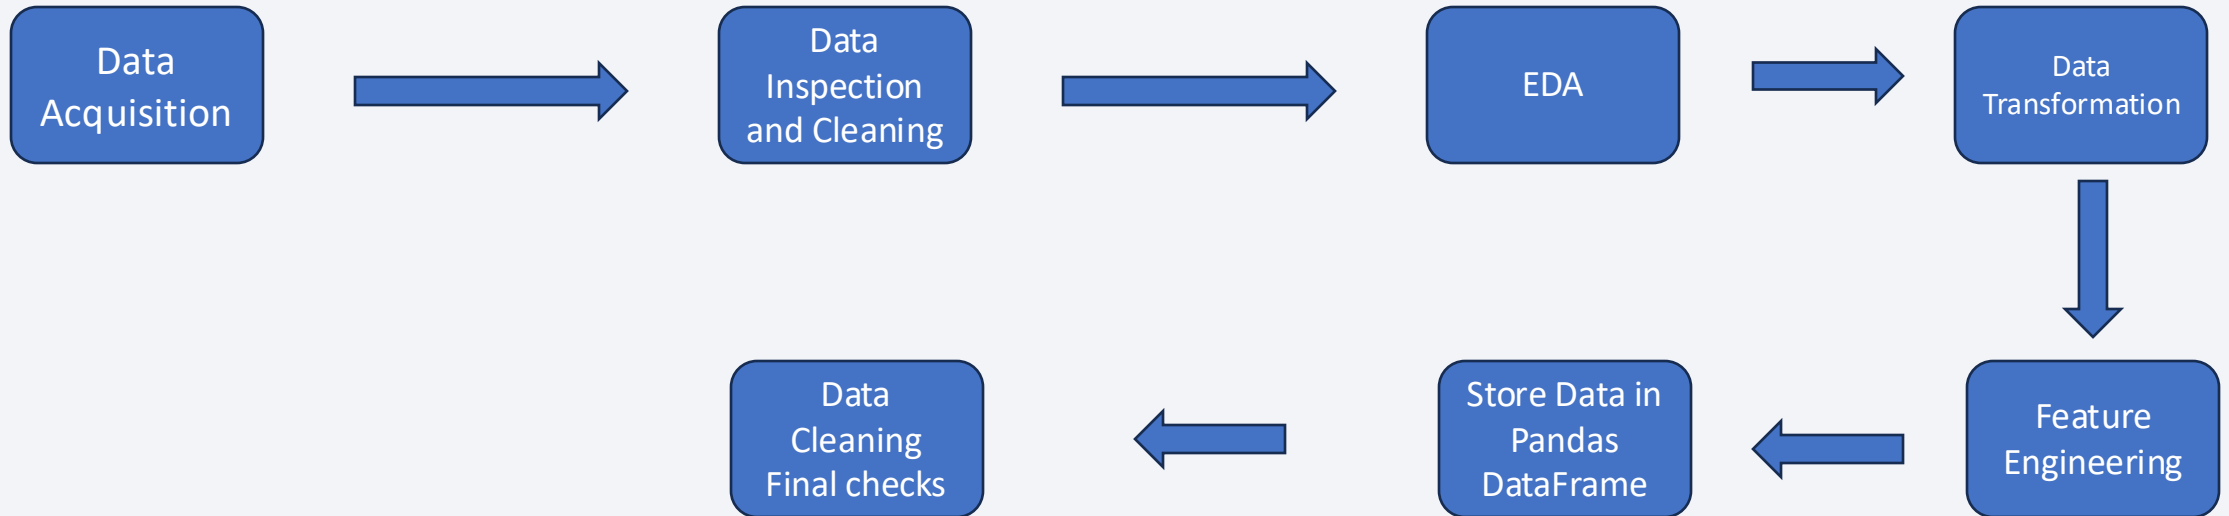 Data
Acquisition
Data
Inspection
and Cleaning
EDA
Data
Transformation
Feature
Engineering
Store Data in
Pandas
DataFrame
Data
Cleaning
Final checks